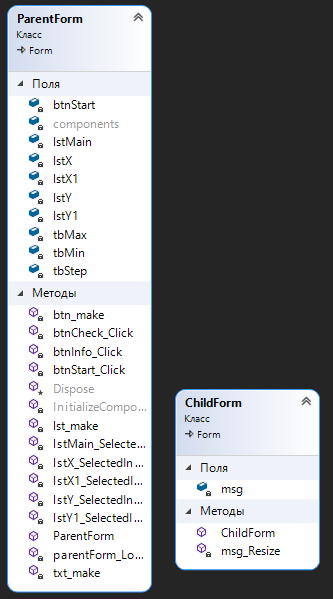 ParentForm
Класс
Form
Поля
btnStart
components
lstMain
lstX
lstX1
lstY
lstY1
tbMax
tbMin
tbStep
Методы
btn_make
btnCheck_Click
btnInfo_Click
btnStart_Click
Dispose
InitializeCompo...
lst_make
lstMain_Selecte...
lstX_SelectedIn...
lstX1_SelectedI...
lstY_SelectedIn...
lstY1_SelectedI...
ParentForm
parentForm_Lo...
txt_make
ChildForm
Класс
Form
Поля
msg
Методы
ChildForm
msg_Resize